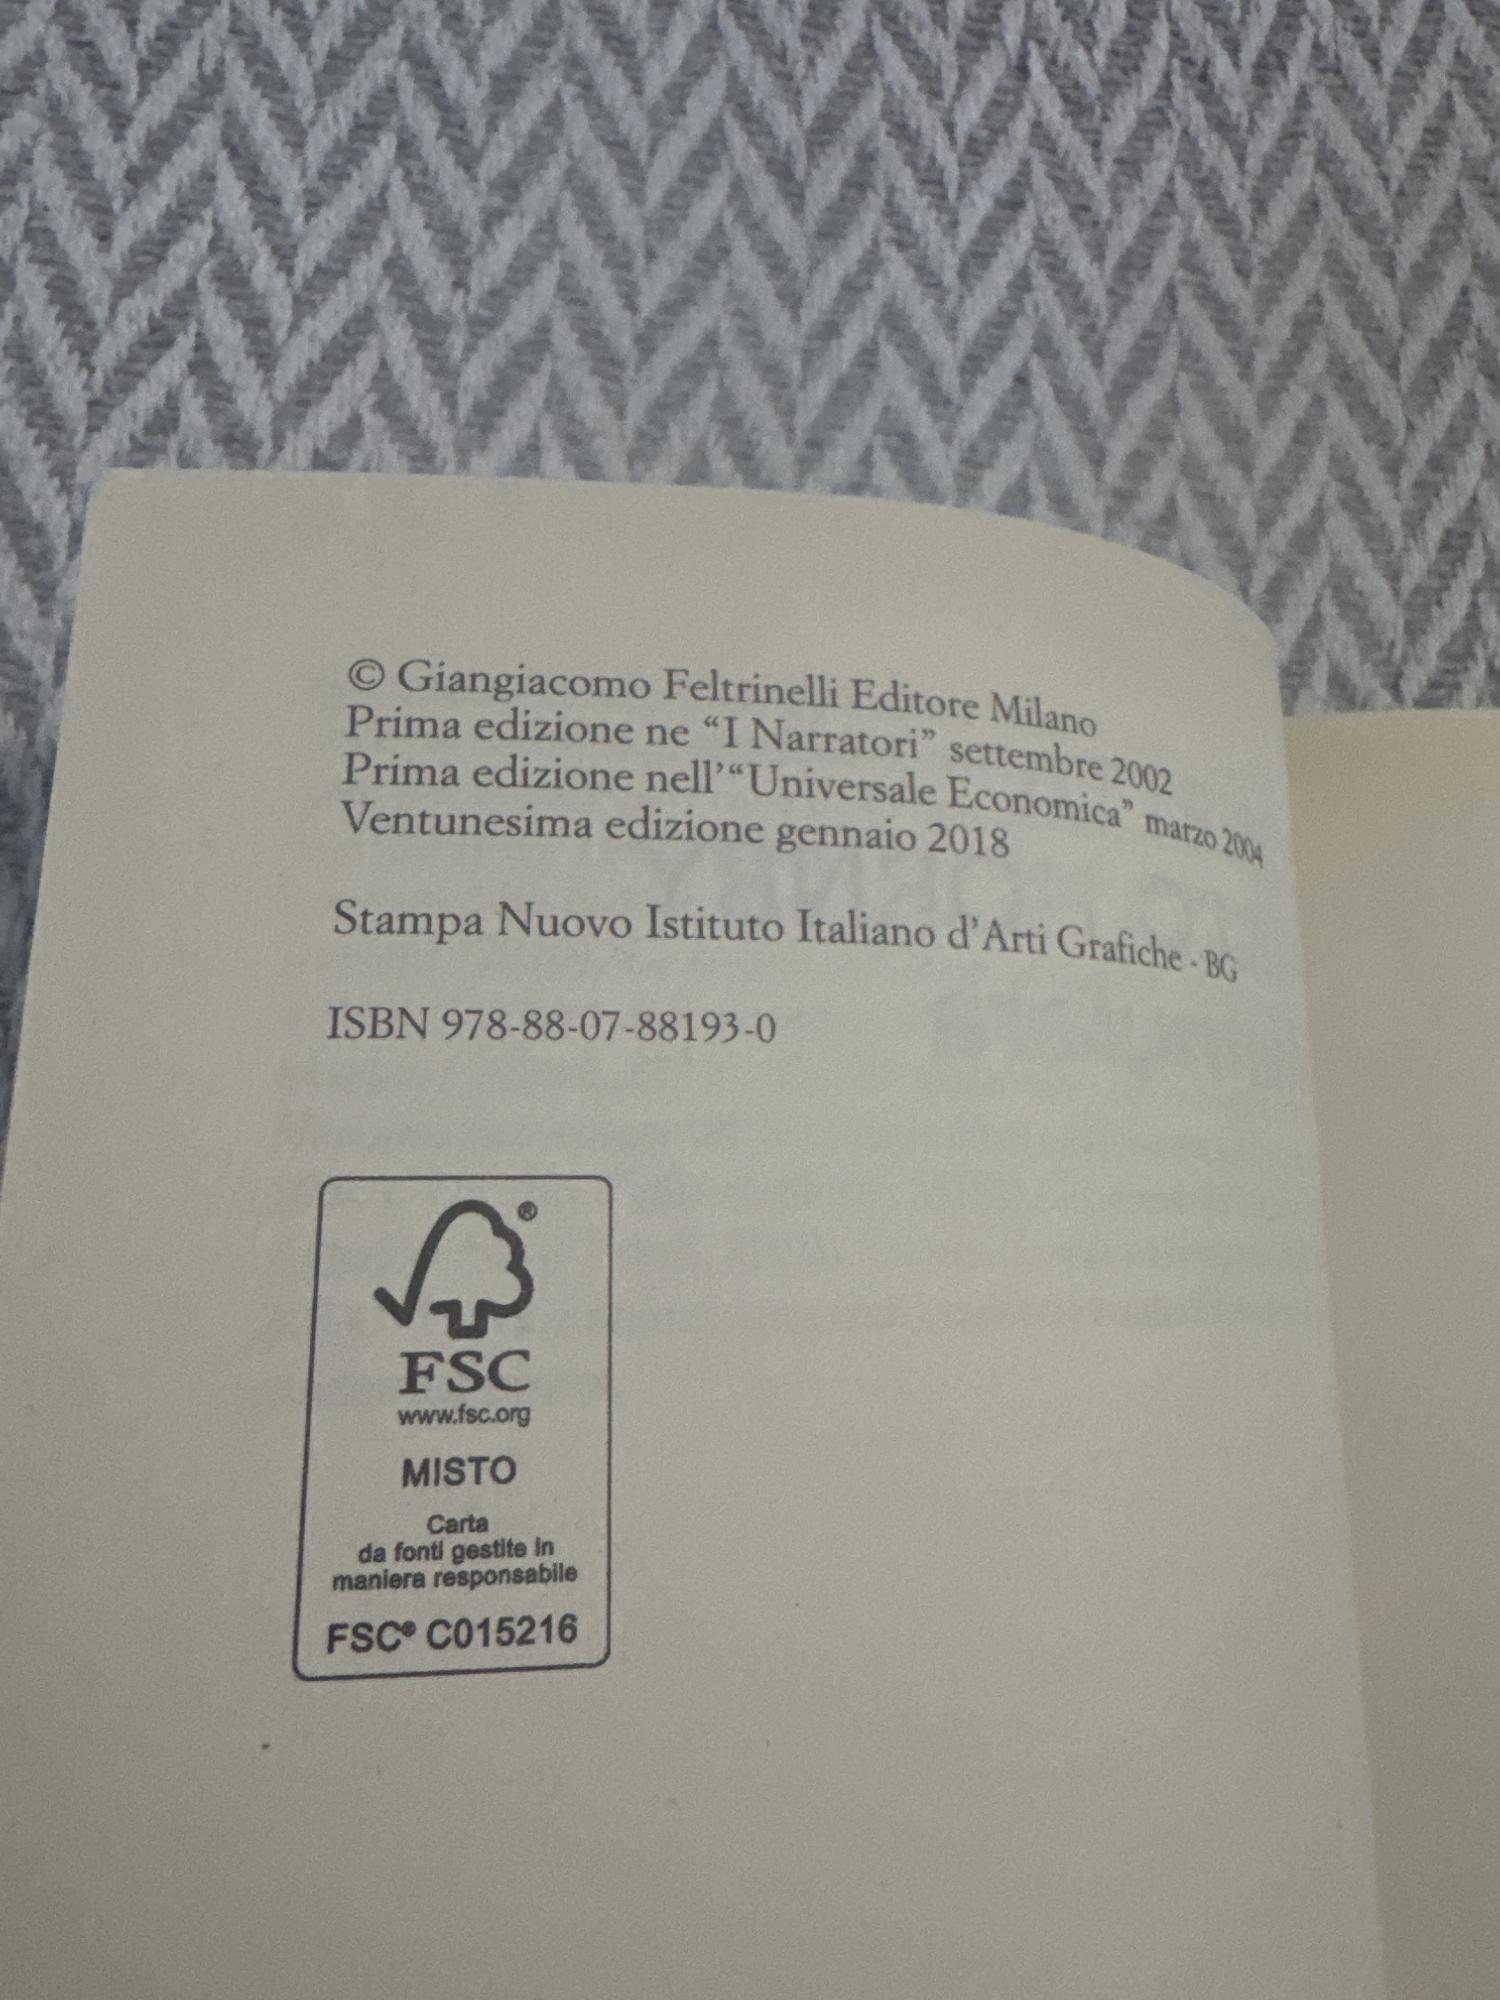 © Giangiacomo Feltrinelli Editore Milano
Prima edizione ne “I Narratori” settembre 2002
Prima edizione nell’“Universale Economica” marzo 2004
Ventunesima edizione gennaio 2018
Stampa Nuovo Istituto Italiano d’Arti Grafiche - BG
ISBN 978-88-07-88193-0
®
FSC
www.fsc.org
MISTO
Carta
da fonti gestite in
maniera responsabile
FSC® C015216